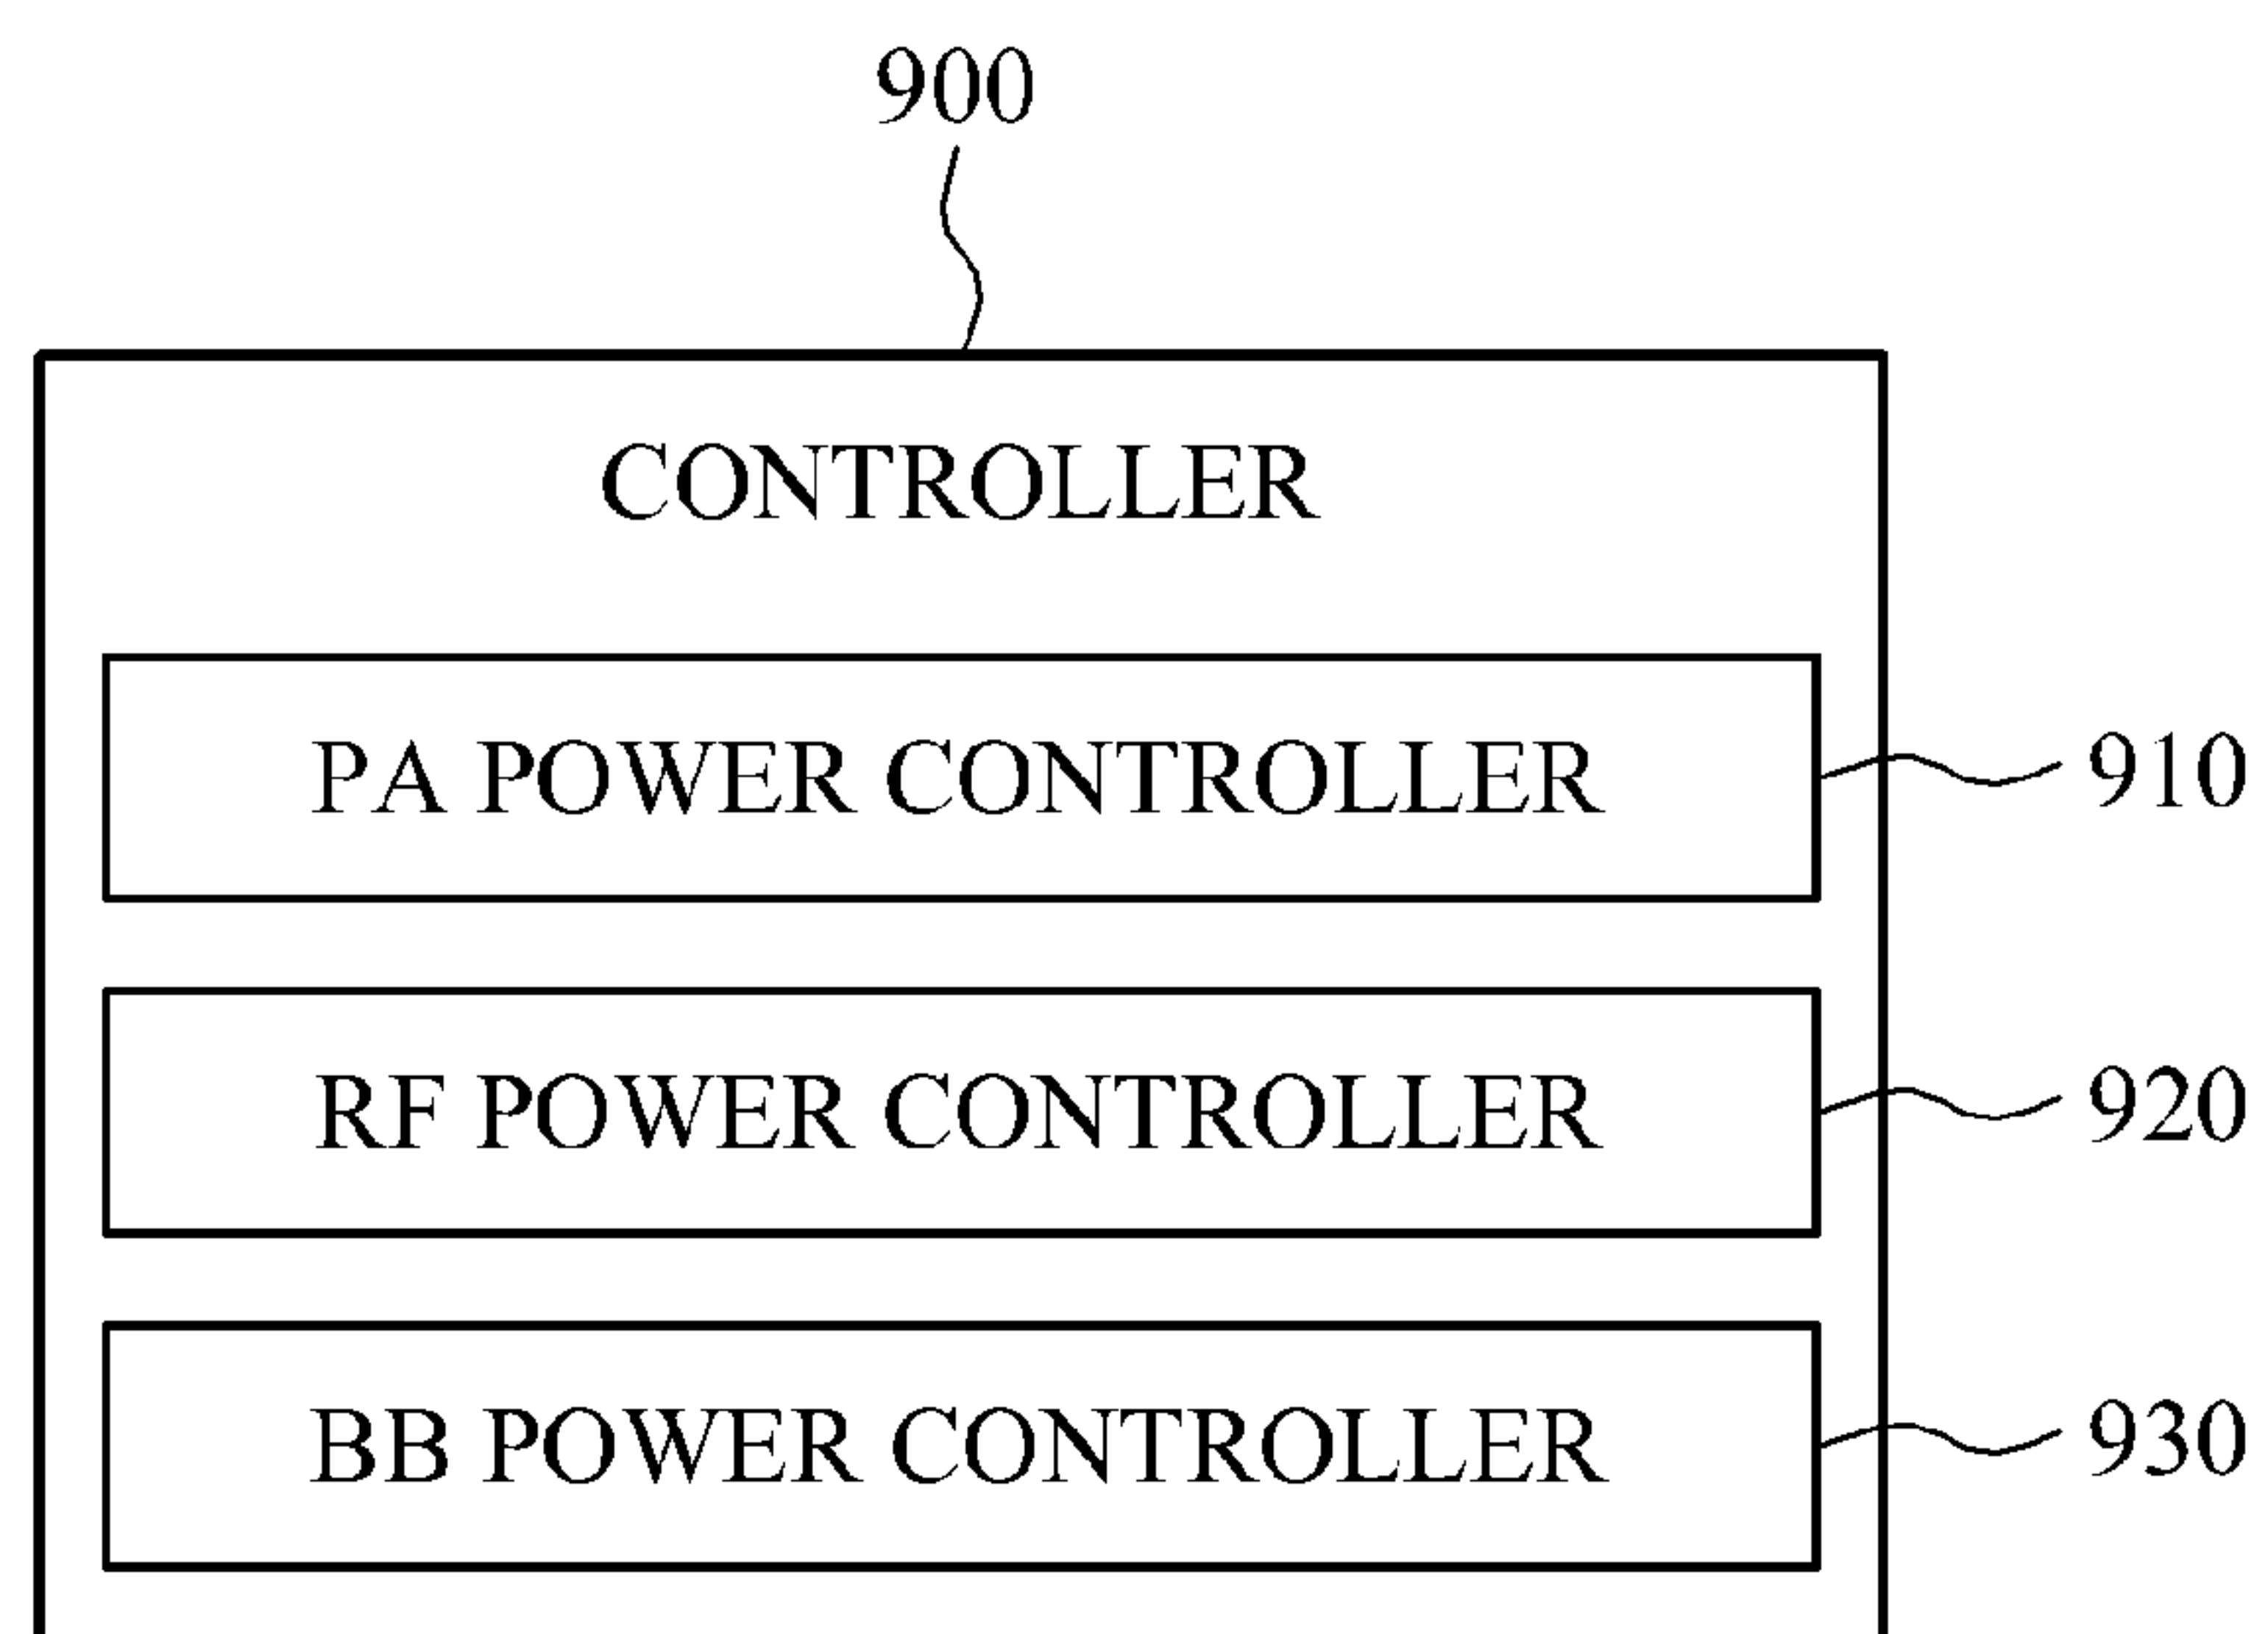 900
CONTROLLER
PA POWER CONTROLLER
910
RF POWER CONTROLLER
920
BB POWER CONTROLLER
930